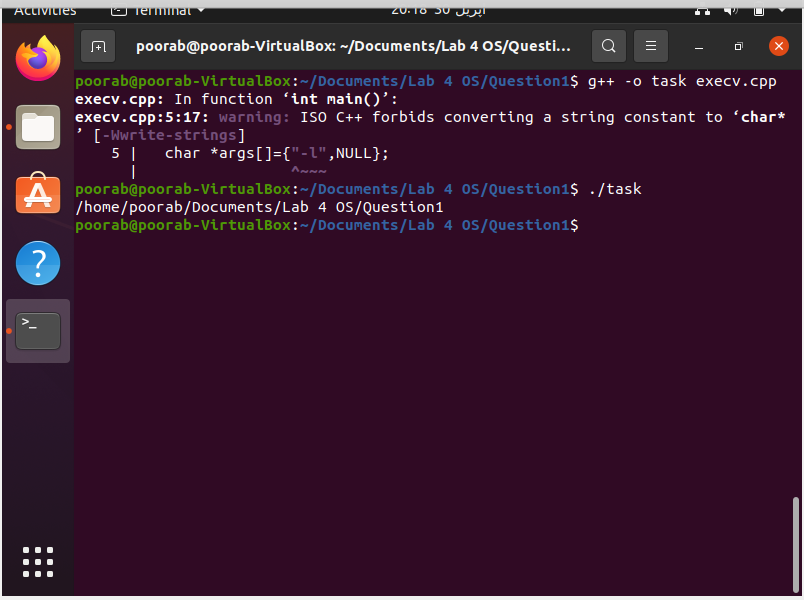 Activities Terminal 20:18 30 اپریل
poorab@poorab-VirtualBox: ~/Documents/Lab 4 OS/Questi...
poorab@poorab-VirtualBox:~/Documents/Lab 4 OS/Question1$ g++ -o task execv.cpp
execv.cpp: In function ‘int main()’:
execv.cpp:5:17: warning: ISO C++ forbids converting a string constant to ‘char*
’ [-Wwrite-strings]
5 | char *args[]={"-l",NULL};
| ^~~~
poorab@poorab-VirtualBox:~/Documents/Lab 4 OS/Question1$ ./task
/home/poorab/Documents/Lab 4 OS/Question1
poorab@poorab-VirtualBox:~/Documents/Lab 4 OS/Question1$